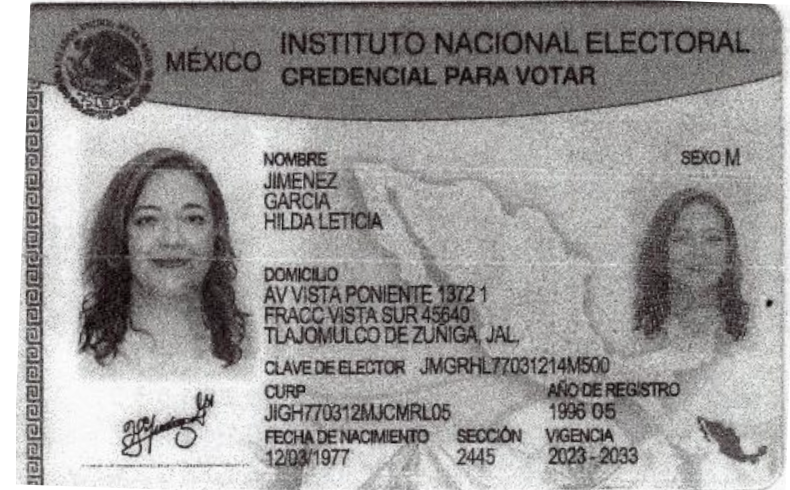 MÉXICO
INSTITUTO NACIONAL ELECTORAL
CREDENCIAL PARA VOTAR
NOMBRE
JIMENEZ
GARCIA
HILDA LETICIA
SEXO M
DOMICILIO
AV VISTA PONIENTE 1372 1
FRACC VISTA SUR 45640
TLAJOMULCO DE ZUÑIGA, JAL.
CLAVE DE ELECTOR JMGRHL77031214M500
CURP
JIGH770312MJCMRL05
AÑO DE REGISTRO
1996 05
FECHA DE NACIMIENTO
12/03/1977
SECCIÓN
2445
VIGENCIA
2023 - 2033